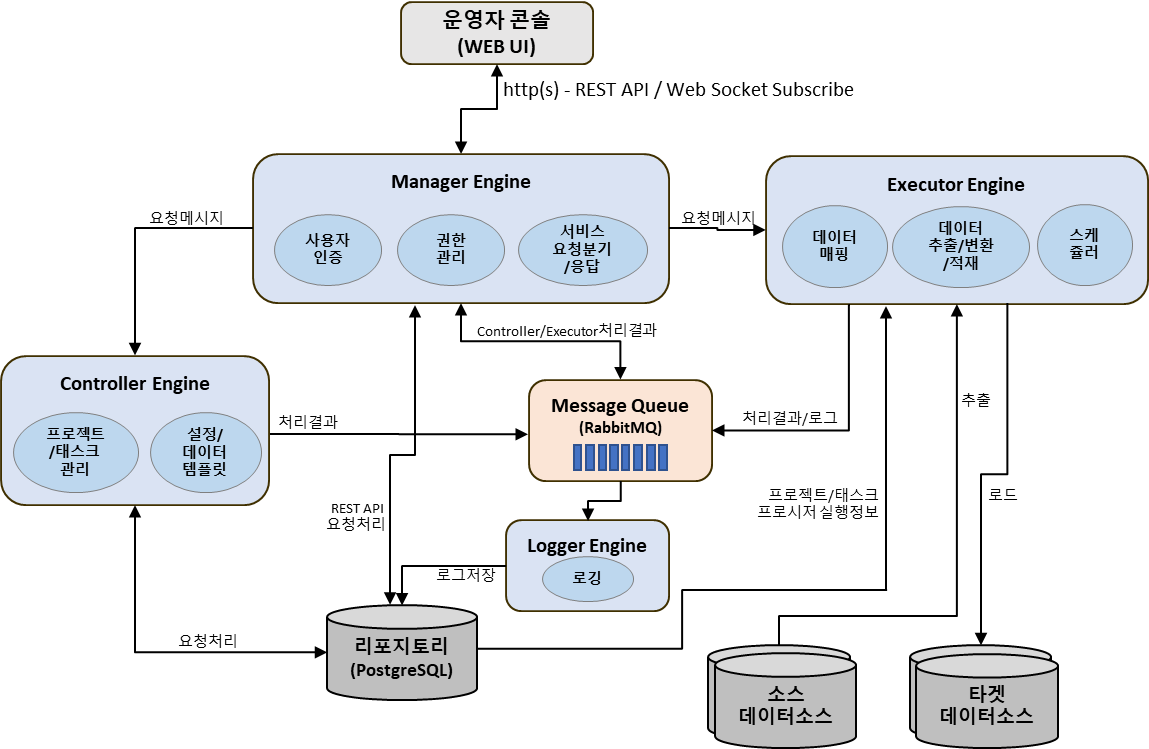 운영자 콘솔
(WEB UI)
http(s) - REST API / Web Socket Subscribe
Manager Engine
사용자
인증
권한
관리
서비스
요청분기
/응답
Executor Engine
데이터
매핑
데이터
추출/변환
/적재
스케
쥴러
요청메시지
요청메시지
Controller/Executor처리결과
Controller Engine
프로젝트
/태스크
관리
설정/
데이터
템플릿
처리결과
Message Queue
(RabbitMQ)
처리결과/로그
추출
로드
프로젝트/태스크
프로시저 실행정보
REST API
요청처리
Logger Engine
로깅
로그저장
요청처리
리포지토리
(PostgreSQL)
소스
데이터소스
타겟
데이터소스